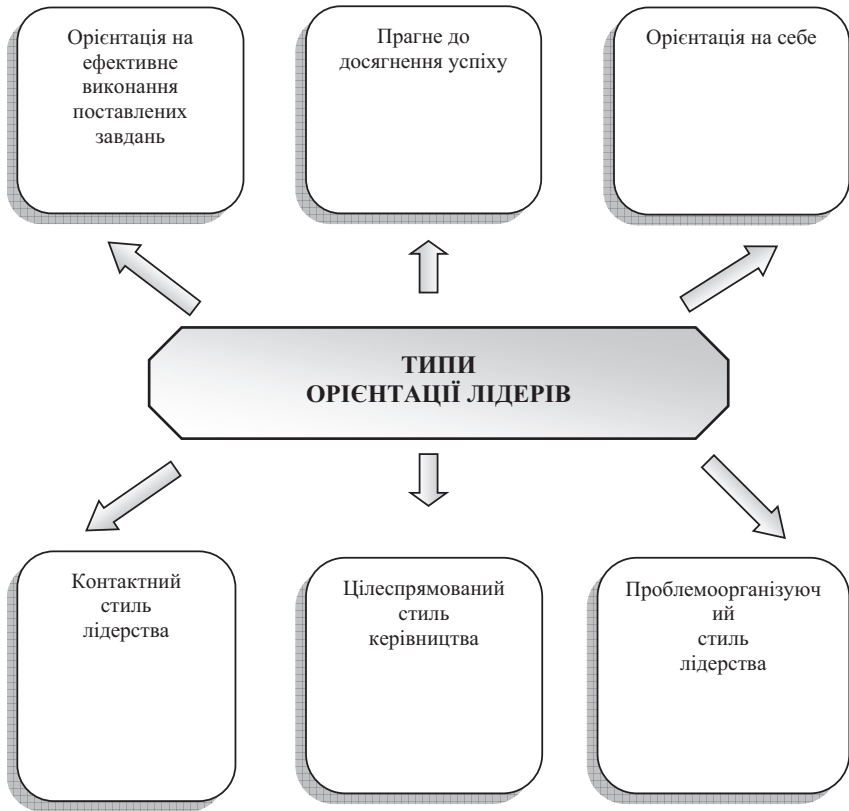 Орієнтація на
ефективне
виконання
поставлених
завдань
Прагне до
досягнення успіху
Орієнтація на себе
ТИПИ
ОРІЄНТАЦІЇ ЛІДЕРІВ
Контактний
стиль
лідерства
Цілеспрямований
стиль
керівництва
Проблемоорганізуюч
ий
стиль
лідерства